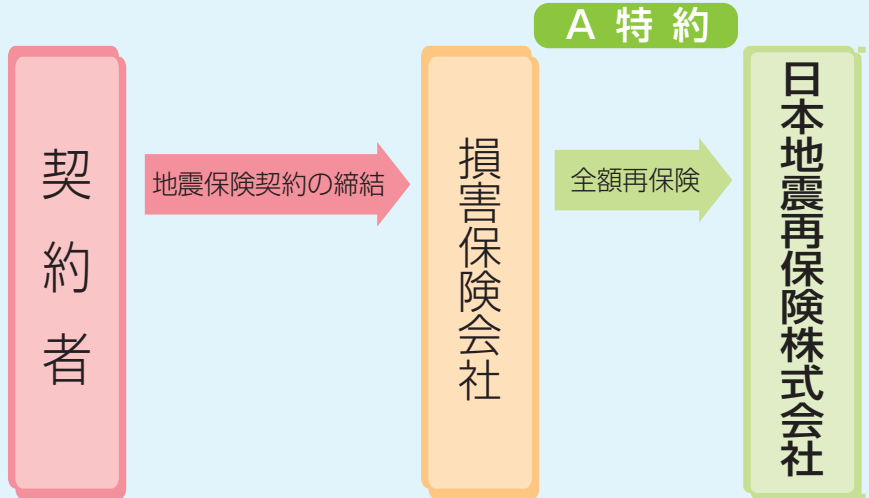 A 特 約
契約者
地震保険契約の締結
損害保険会社
全額再保険
日本地震再保険株式会社